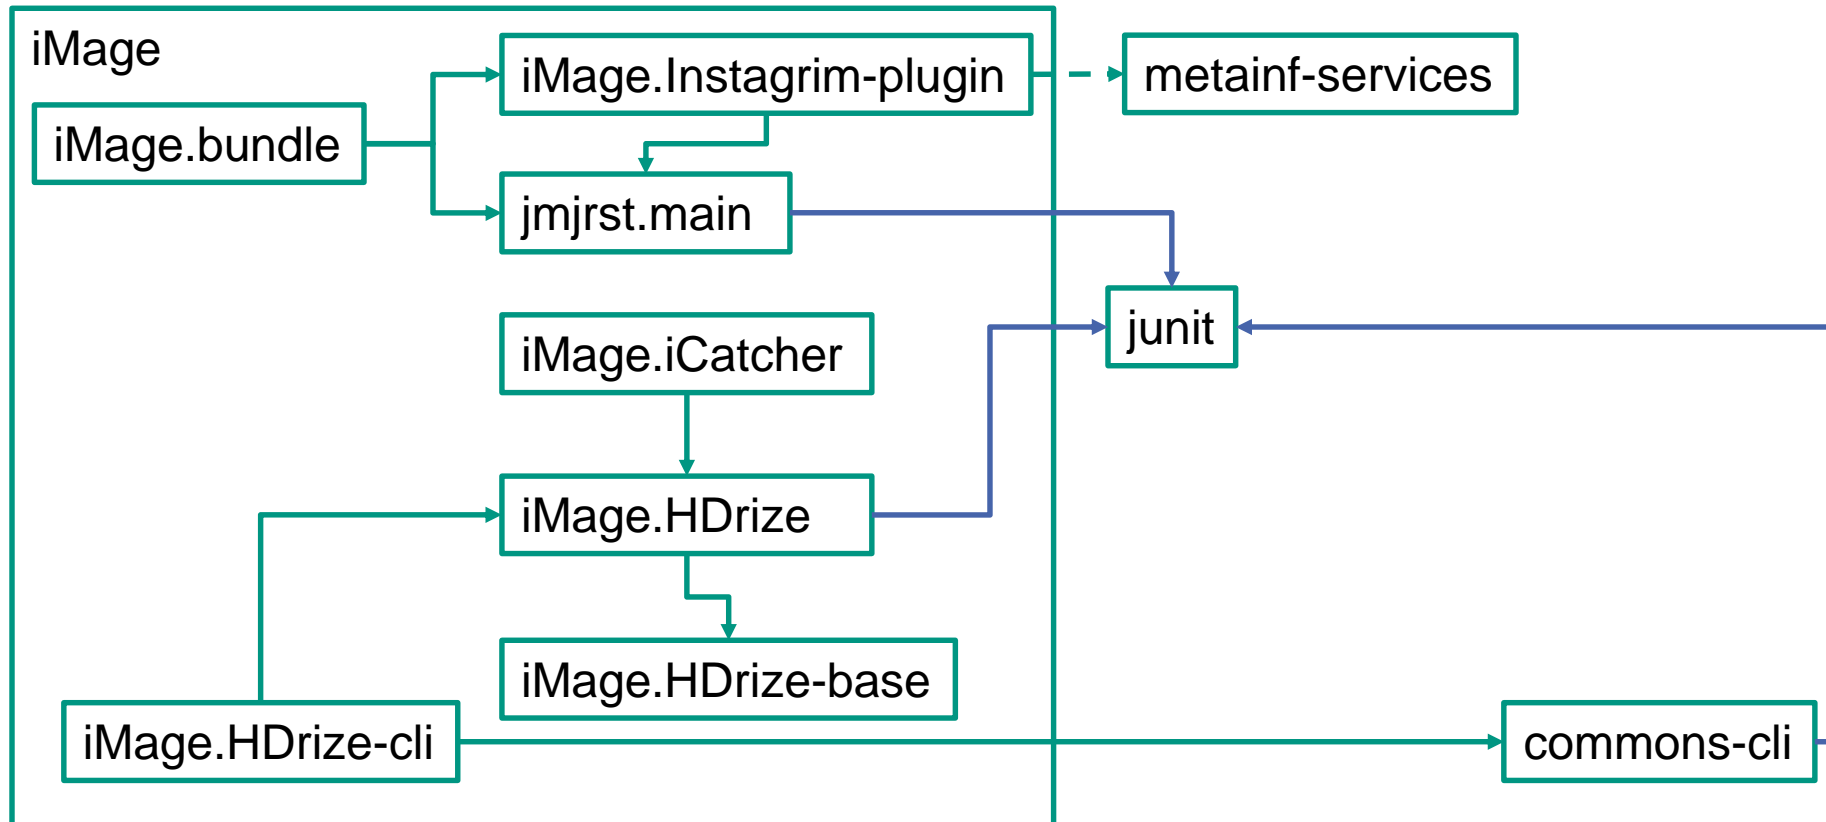 iMage
iMage.Instagrim-plugin
metainf-services
iMage.bundle
jmjrst.main
junit
iMage.iCatcher
iMage.HDrize
iMage.HDrize-base
iMage.HDrize-cli
commons-cli